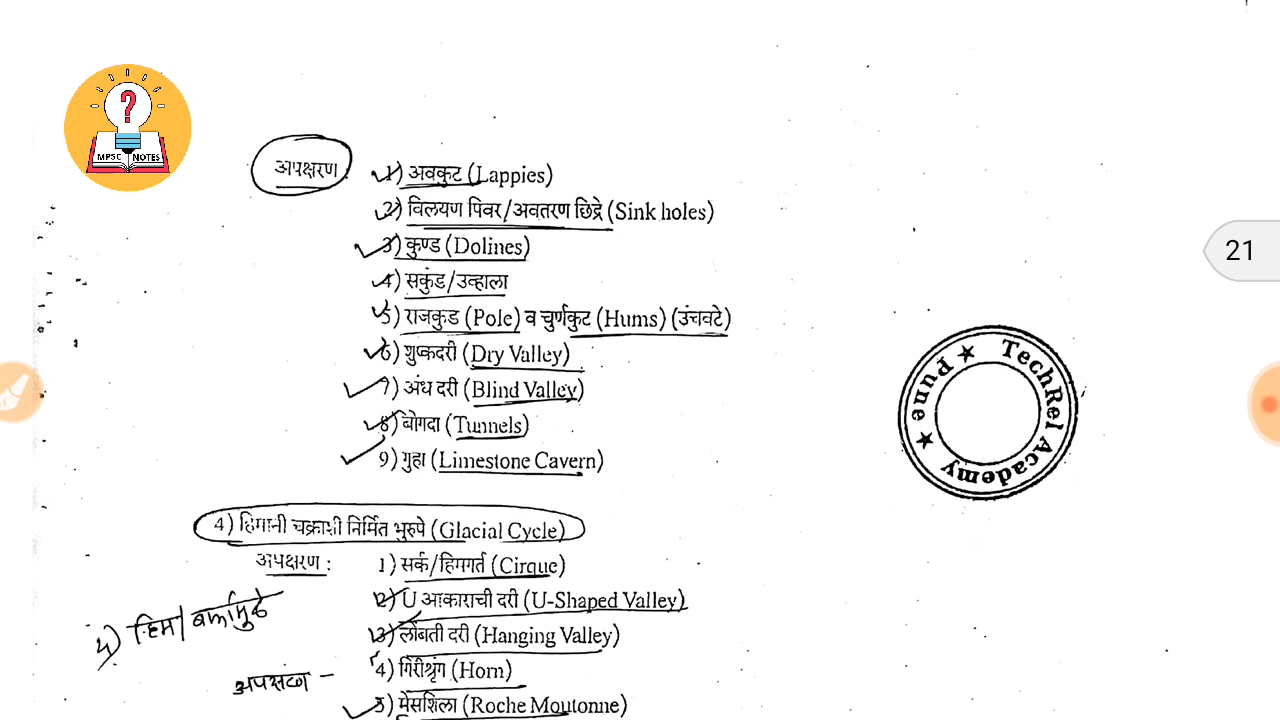 ?
MPSC NOTES
अपक्षरण 1) अवकुट (Lappies)
2) विलयण पिवर/अवतरण छिद्रे (Sink holes)
3) कुण्ड (Dolines)
4) सकुंड/उव्हाला
5) राजकुड (Pole) व चुर्णकुट (Hums) (उंचवटे)
6) शुष्कदरी (Dry Valley)
7) अंध दरी (Blind Valley)
8) बोगदा (Tunnels)
9) गुहा (Limestone Cavern)
21
TechRel Academy
★ Pune ★
4) हिमानी चक्राशी निर्मित भुरुपे (Glacial Cycle)
अपक्षरण : 1) सर्क/हिमगर्त (Cirque)
2) U आकाराची दरी (U-Shaped Valley)
3) लोंबती दरी (Hanging Valley)
4) हिम/बर्फामुळे
4) गिरीश्रृंग (Horn)
5) मेसशिला (Roche Moutonne)